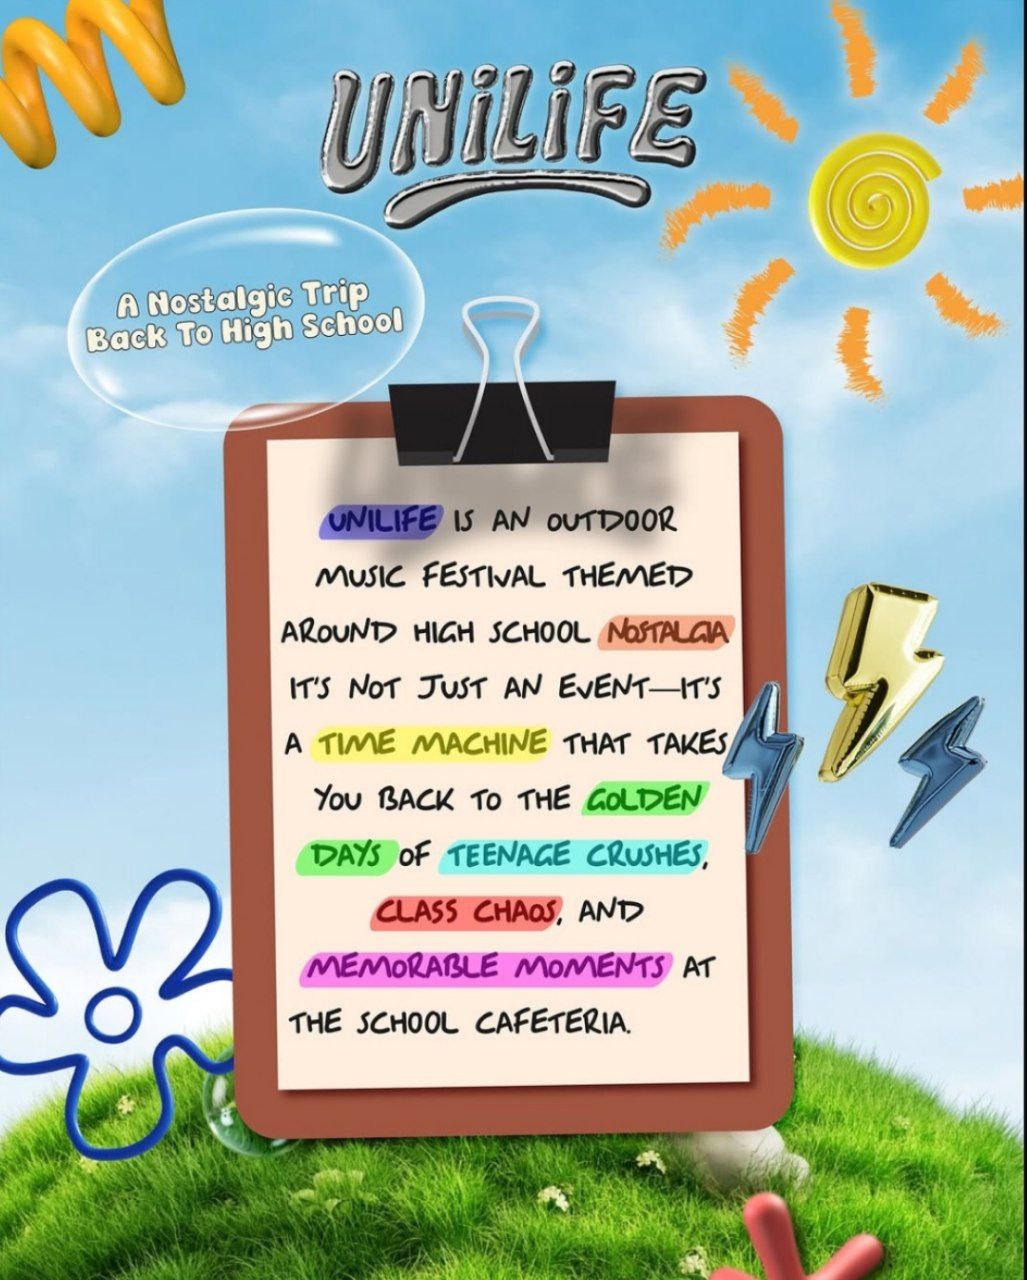 UNiLiFE
A Nostalgic Trip
Back To High School
UNILIFE IS AN OUTDOOR
MUSIC FESTIVAL THEMED
AROUND HIGH SCHOOL NOSTALGIA
IT'S NOT JUST AN EVENT—IT'S
A TIME MACHINE THAT TAKES
YOU BACK TO THE GOLDEN
DAYS OF TEENAGE CRUSHES,
CLASS CHAOS, AND
MEMORABLE MOMENTS AT
THE SCHOOL CAFETERIA.